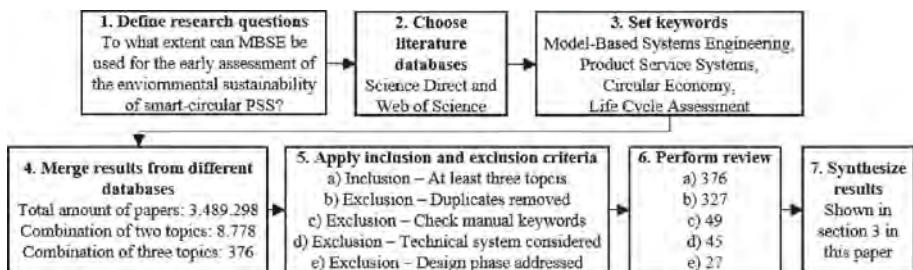 1. Define research questions
To what extent can MBSE be
used for the early assessment of
the enviormental sustainability
of smart-circular PSS?
2. Choose
literature
databases
Science Direct and
Web of Science
3. Set keywords
Model-Based Systems Engineering,
Product Service Systems,
Circular Economy,
Life Cycle Assessment
4. Merge results from different
databases
Total amount of papers: 3.489.298
Combination of two topics: 8.778
Combination of three topics: 376
5. Apply inclusion and exclusion criteria
a) Inclusion – At least three topcis
b) Exclusion – Duplicates removed
c) Exclusion – Check manual keywords
d) Exclusion – Technical system considered
e) Exclusion – Design phase addressed
6. Perform review
a) 376
b) 327
c) 49
d) 45
e) 27
7. Synthesize
results
Shown in
section 3 in
this paper